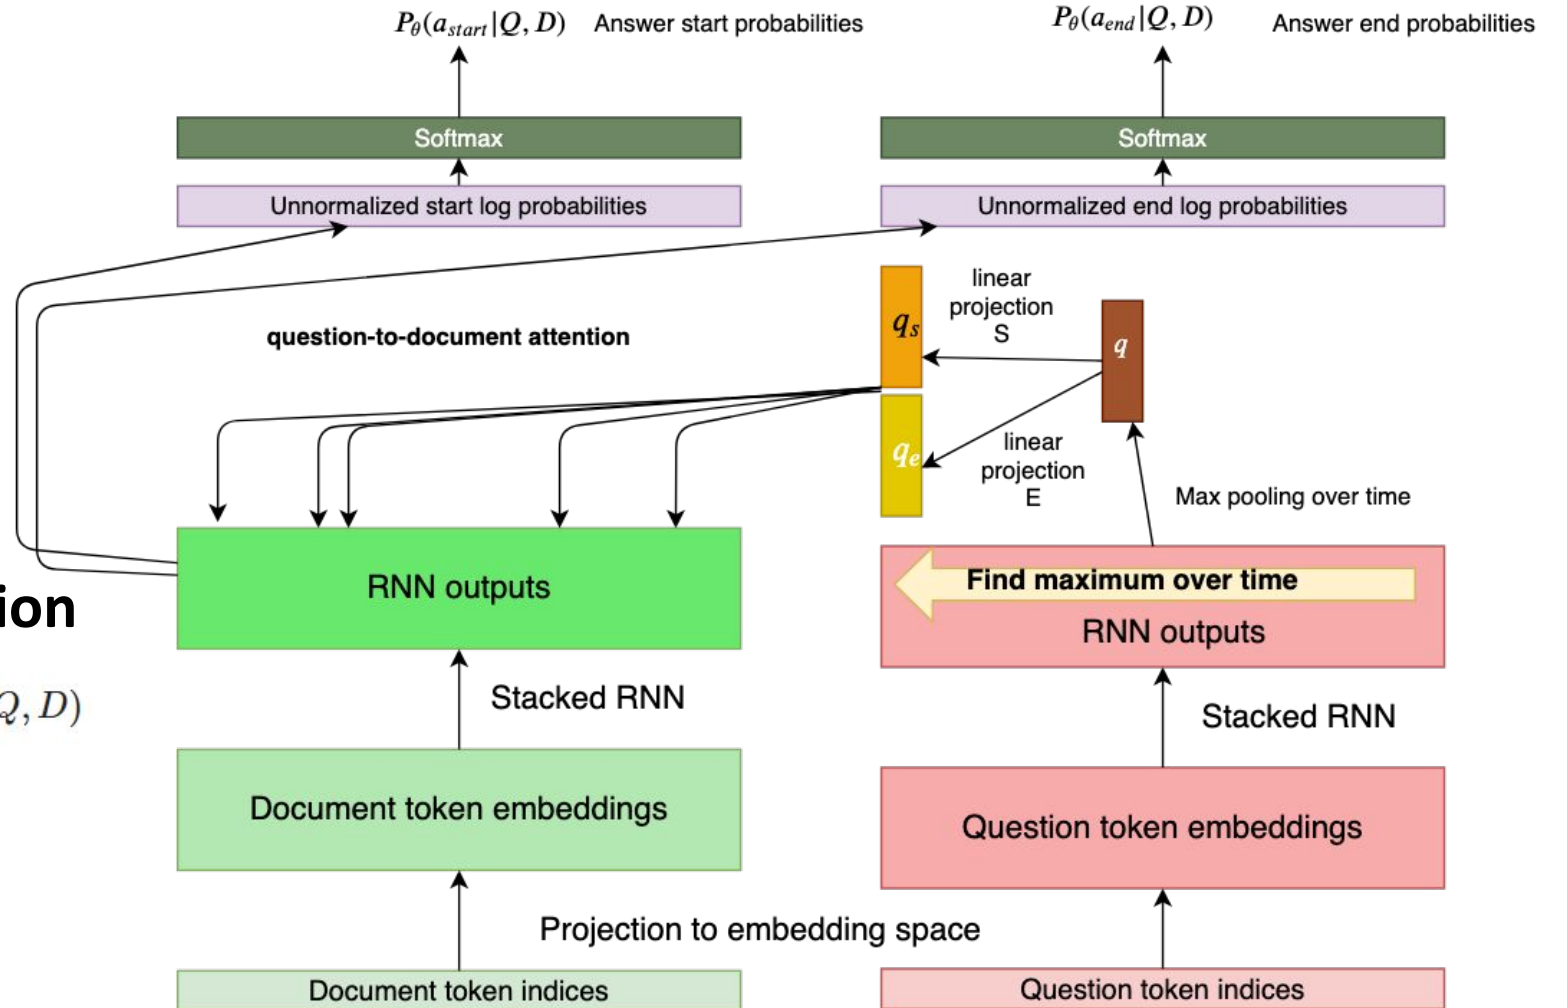 P_θ(a_start|Q, D) Answer start probabilities
P_θ(a_end|Q, D) Answer end probabilities
Softmax
Softmax
Unnormalized start log probabilities
Unnormalized end log probabilities
linear
projection
S
q_s
q
question-to-document attention
q_e
linear
projection
E
Max pooling over time
RNN outputs
Find maximum over time
RNN outputs
ion
Q, D)
Stacked RNN
Stacked RNN
Document token embeddings
Question token embeddings
Projection to embedding space
Document token indices
Question token indices